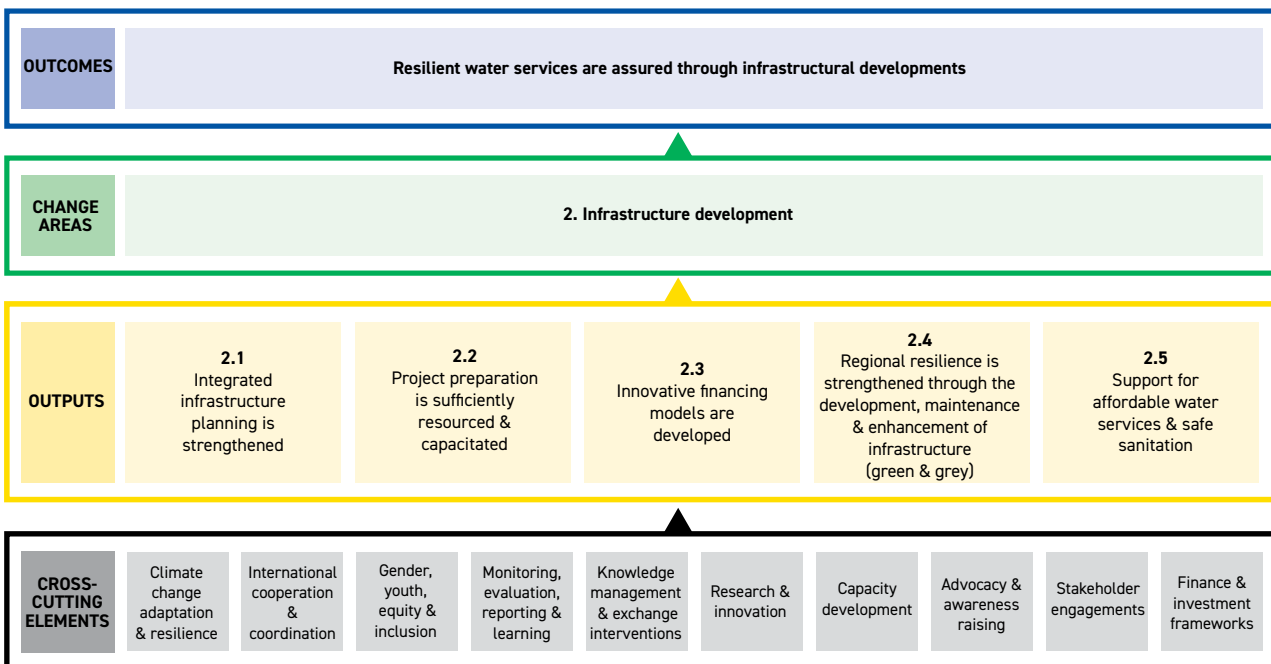 OUTCOMES
Resilient water services are assured through infrastructural developments
CHANGE
AREAS
2. Infrastructure development
OUTPUTS
2.1
Integrated
infrastructure
planning is
strengthened
2.2
Project preparation
is sufficiently
resourced &
capacitated
2.3
Innovative financing
models are
developed
2.4
Regional resilience is
strengthened through the
development, maintenance
& enhancement of
infrastructure
(green & grey)
2.5
Support for
affordable water
services & safe
sanitation
CROSS-
CUTTING
ELEMENTS
Climate
change
adaptation
& resilience
International
cooperation
&
coordination
Gender,
youth,
equity &
inclusion
Monitoring,
evaluation,
reporting &
learning
Knowledge
management
& exchange
interventions
Research &
innovation
Capacity
development
Advocacy &
awareness
raising
Stakeholder
engagements
Finance &
investment
frameworks